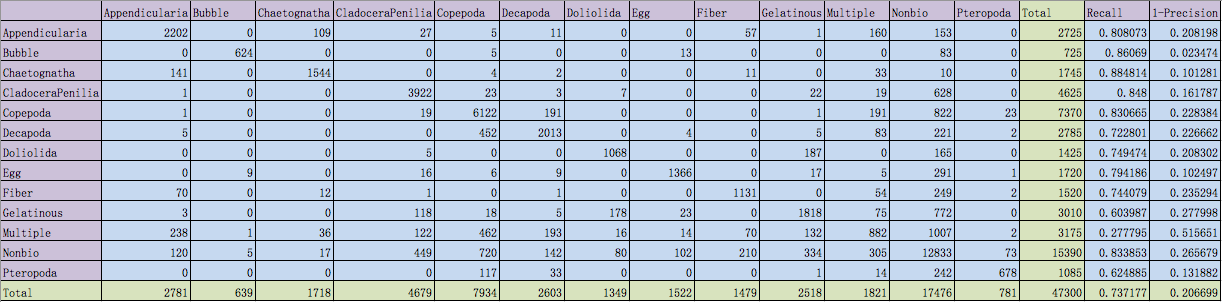 Appendicularia Bubble Chaetognatha CladoceraPenilia Copepoda Decapoda Doliolida Egg Fiber Gelatinous Multiple Nonbio Pteropoda Total Recall 1-Precision
Appendicularia 2202 0 109 27 5 11 0 0 57 1 160 153 0 2725 0.808073 0.208198
Bubble 0 624 0 0 5 0 0 13 0 0 0 83 0 725 0.86069 0.023474
Chaetognatha 141 0 1544 0 4 2 0 0 11 0 33 10 0 1745 0.884814 0.101281
CladoceraPenilia 1 0 0 3922 23 3 7 0 0 22 19 628 0 4625 0.848 0.161787
Copepoda 1 0 0 19 6122 191 0 0 0 1 191 822 23 7370 0.830665 0.228384
Decapoda 5 0 0 0 452 2013 0 4 0 5 83 221 2 2785 0.722801 0.226662
Doliolida 0 0 0 5 0 0 1068 0 0 187 0 165 0 1425 0.749474 0.208302
Egg 0 9 0 16 6 9 0 1366 0 17 5 291 1 1720 0.794186 0.102497
Fiber 70 0 12 1 0 1 0 0 1131 0 54 249 2 1520 0.744079 0.235294
Gelatinous 3 0 0 118 18 5 178 23 0 1818 75 772 0 3010 0.603987 0.277998
Multiple 238 1 36 122 462 193 16 14 70 132 882 1007 2 3175 0.277795 0.515651
Nonbio 120 5 17 449 720 142 80 102 210 334 305 12833 73 15390 0.833853 0.265679
Pteropoda 0 0 0 0 117 33 0 0 0 1 14 242 678 1085 0.624885 0.131882
Total 2781 639 1718 4679 7934 2603 1349 1522 1479 2518 1821 17476 781 47300 0.737177 0.206699